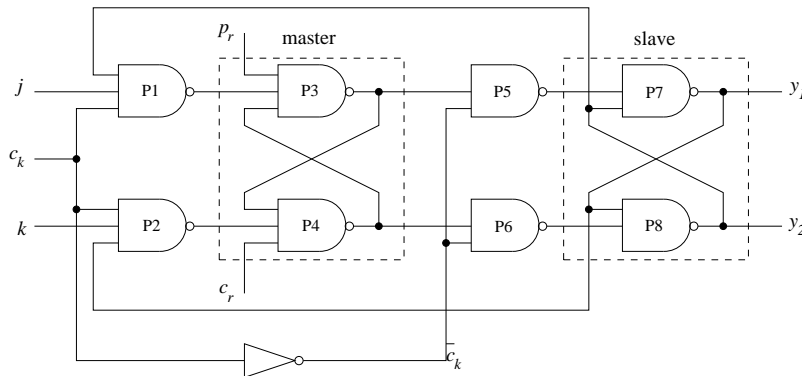 p_r
master
slave
j
P1
P3
P5
P7
y_1
c_k
k
P2
P4
P6
P8
y_2
c_r
c̅_k